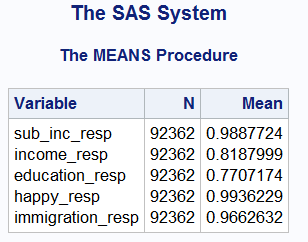 The SAS System
The MEANS Procedure
Variable N Mean
sub_inc_resp 92362 0.9887724
income_resp 92362 0.8187999
education_resp 92362 0.7707174
happy_resp 92362 0.9936229
immigration_resp 92362 0.9662632